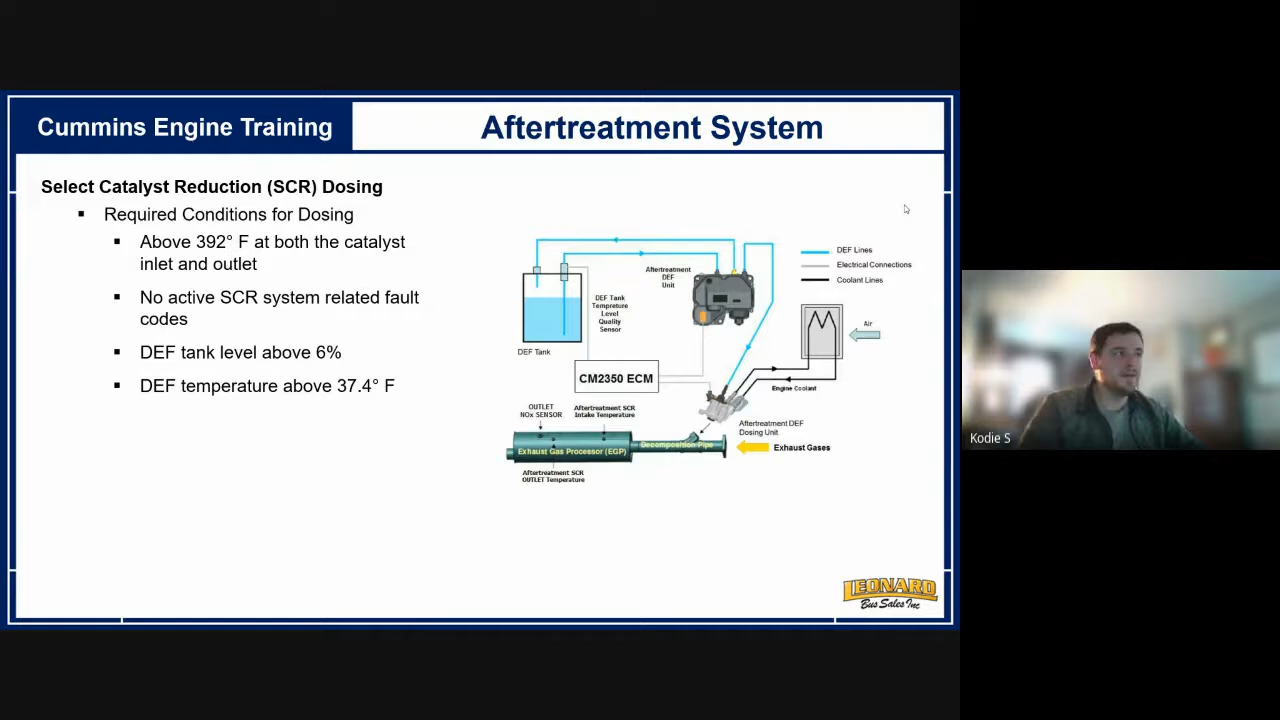 Cummins Engine Training
Aftertreatment System
Select Catalyst Reduction (SCR) Dosing
Required Conditions for Dosing
Above 392° F at both the catalyst
inlet and outlet
No active SCR system related fault
codes
DEF tank level above 6%
DEF temperature above 37.4° F
Aftertreatment
DEF
Unit
DEF Lines
Electrical Connections
Coolant Lines
DEF Tank
Tempreture
Level
Quality
Sensor
DEF Tank
Air
CM2350 ECM
Engine Coolant
OUTLET
NOx SENSOR
Aftertreatment SCR
Intake Temperature
Aftertreatment DEF
Dosing Unit
Decomposition Pipe
Exhaust Gases
Exhaust Gas Processor (EGP)
Aftertreatment SCR
OUTLET Temperature
LEONARD
Bus Sales Inc
Kodie S